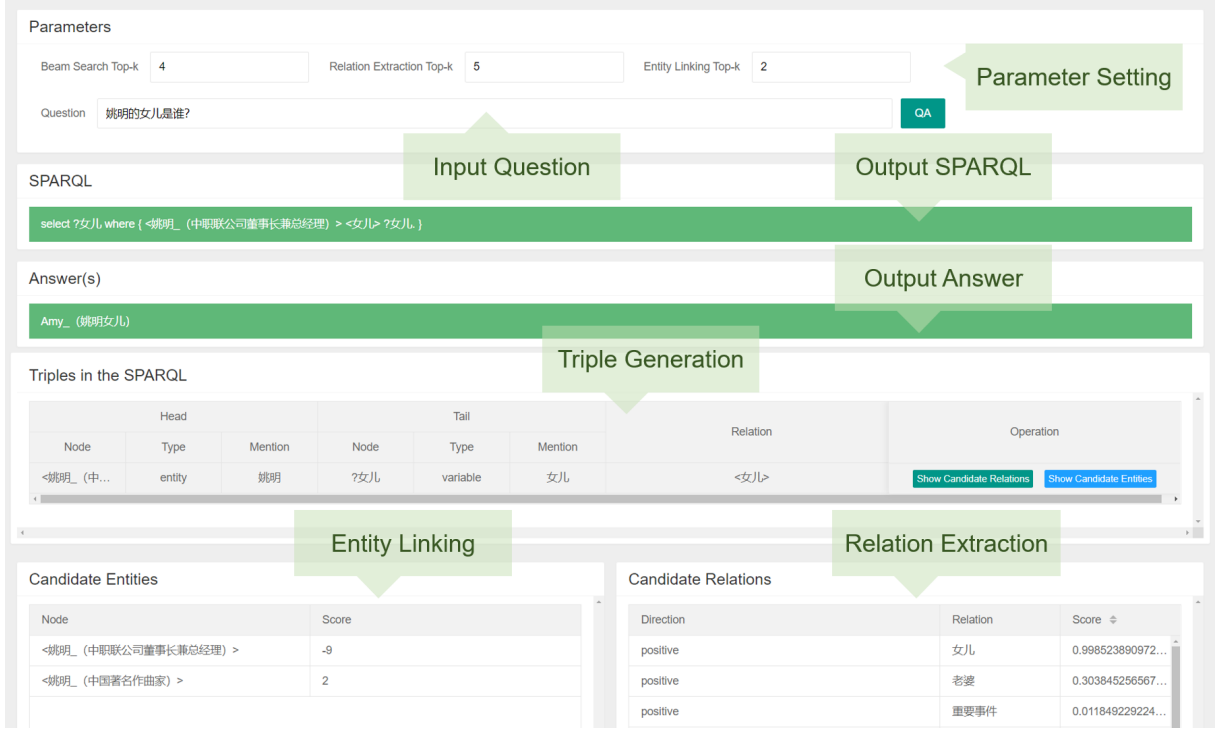 Parameters
Beam Search Top-k 4 Relation Extraction Top-k 5 Entity Linking Top-k 2
Parameter Setting
Question 姚明的女儿是谁? QA
Input Question
Output SPARQL
SPARQL
select ?女儿 where { <姚明_（中职联公司董事长兼总经理）> <女儿> ?女儿. }
Output Answer
Answer(s)
Amy_（姚明女儿)
Triple Generation
Triples in the SPARQL
Head Tail Relation Operation
Node Type Mention Node Type Mention
<姚明_（中... entity 姚明 ?女儿 variable 女儿 <女儿> Show Candidate Relations Show Candidate Entities
Entity Linking
Relation Extraction
Candidate Entities
Node Score
<姚明_（中职联公司董事长兼总经理）> -9
<姚明_（中国著名作曲家）> 2
Candidate Relations
Direction Relation Score
positive 女儿 0.998523890972...
positive 老婆 0.303845256567...
positive 重要事件 0.011849229224...